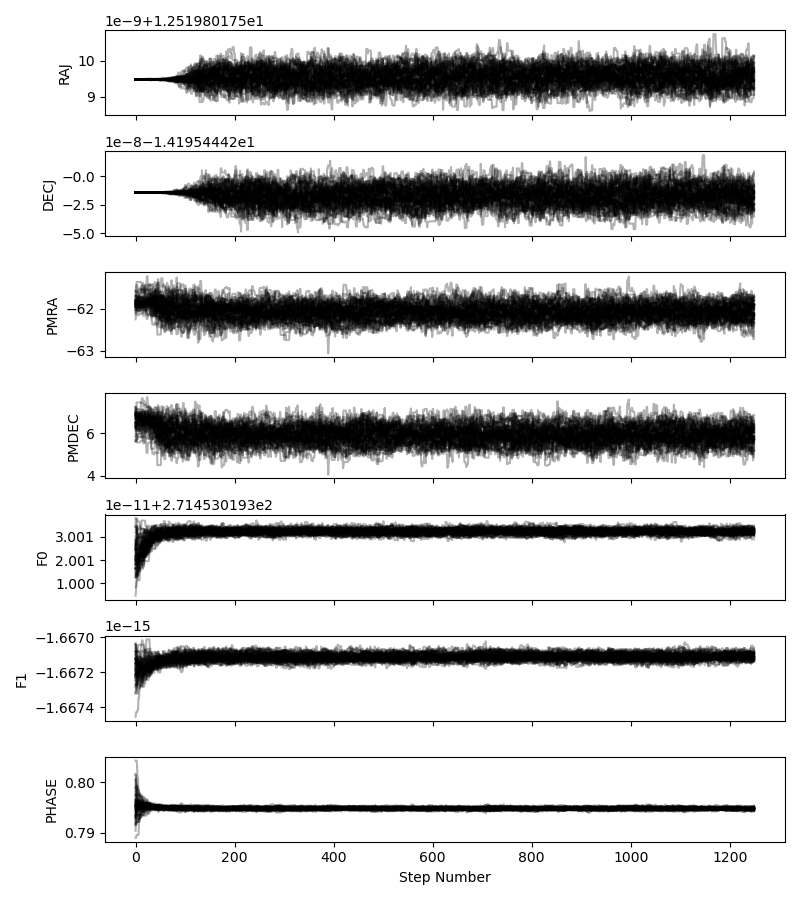 1e−9+1.251980175e1
10
9
RAJ
1e−8−1.41954442e1
−0.0
−2.5
−5.0
DECJ
−62
−63
PMRA
6
4
PMDEC
1e−11+2.714530193e2
3.001
2.001
1.000
F0
1e−15
−1.6670
−1.6672
−1.6674
F1
0.80
0.79
PHASE
0 200 400 600 800 1000 1200
Step Number